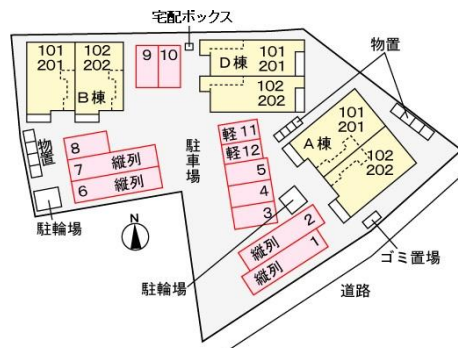 宅配ボックス
101
201
102
202
B棟
9
10
D棟
101
201
102
202
物置
101
201
A棟
102
202
軽 11
軽 12
5
4
3
駐車場
物置
8
7 縦列
6 縦列
駐輪場
N
縦列 2
縦列 1
駐輪場
ゴミ置場
道路